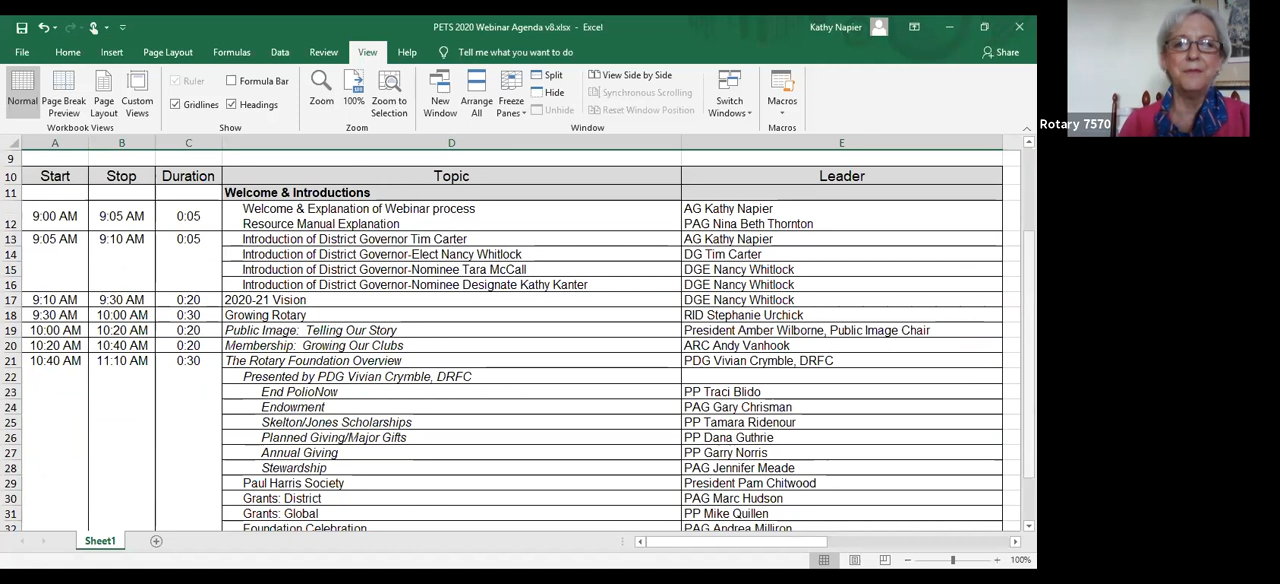 PETS 2020 Webinar Agenda v8.xlsx - Excel
Kathy Napier
File Home Insert Page Layout Formulas Data Review View Help Tell me what you want to do Share
Normal
Page Break Preview
Page Layout
Custom Views
Workbook Views
Ruler
Formula Bar
Gridlines
Headings
Show
Zoom
100%
Zoom to Selection
Zoom
New Window
Arrange All
Freeze Panes
Split
Hide
Unhide
View Side by Side
Synchronous Scrolling
Reset Window Position
Window
Switch Windows
Macros
Macros
Rotary 7570
A B C D E
9
10 Start Stop Duration Topic Leader
11 Welcome & Introductions
Welcome & Explanation of Webinar process AG Kathy Napier
12 9:00 AM 9:05 AM 0:05 Resource Manual Explanation PAG Nina Beth Thornton
13 9:05 AM 9:10 AM 0:05 Introduction of District Governor Tim Carter AG Kathy Napier
14 Introduction of District Governor-Elect Nancy Whitlock DG Tim Carter
15 Introduction of District Governor-Nominee Tara McCall DGE Nancy Whitlock
16 Introduction of District Governor-Nominee Designate Kathy Kanter DGE Nancy Whitlock
17 9:10 AM 9:30 AM 0:20 2020-21 Vision DGE Nancy Whitlock
18 9:30 AM 10:00 AM 0:30 Growing Rotary RID Stephanie Urchick
19 10:00 AM 10:20 AM 0:20 Public Image: Telling Our Story President Amber Wilborne, Public Image Chair
20 10:20 AM 10:40 AM 0:20 Membership: Growing Our Clubs ARC Andy Vanhook
21 10:40 AM 11:10 AM 0:30 The Rotary Foundation Overview PDG Vivian Crymble, DRFC
22 Presented by PDG Vivian Crymble, DRFC
23 End PolioNow PP Traci Blido
24 Endowment PAG Gary Chrisman
25 Skelton/Jones Scholarships PP Tamara Ridenour
26 Planned Giving/Major Gifts PP Dana Guthrie
27 Annual Giving PP Garry Norris
28 Stewardship PAG Jennifer Meade
29 Paul Harris Society President Pam Chitwood
30 Grants: District PAG Marc Hudson
31 Grants: Global PP Mike Quillen
32 Foundation Celebration PAG Andrea Milliron
Sheet1
100%